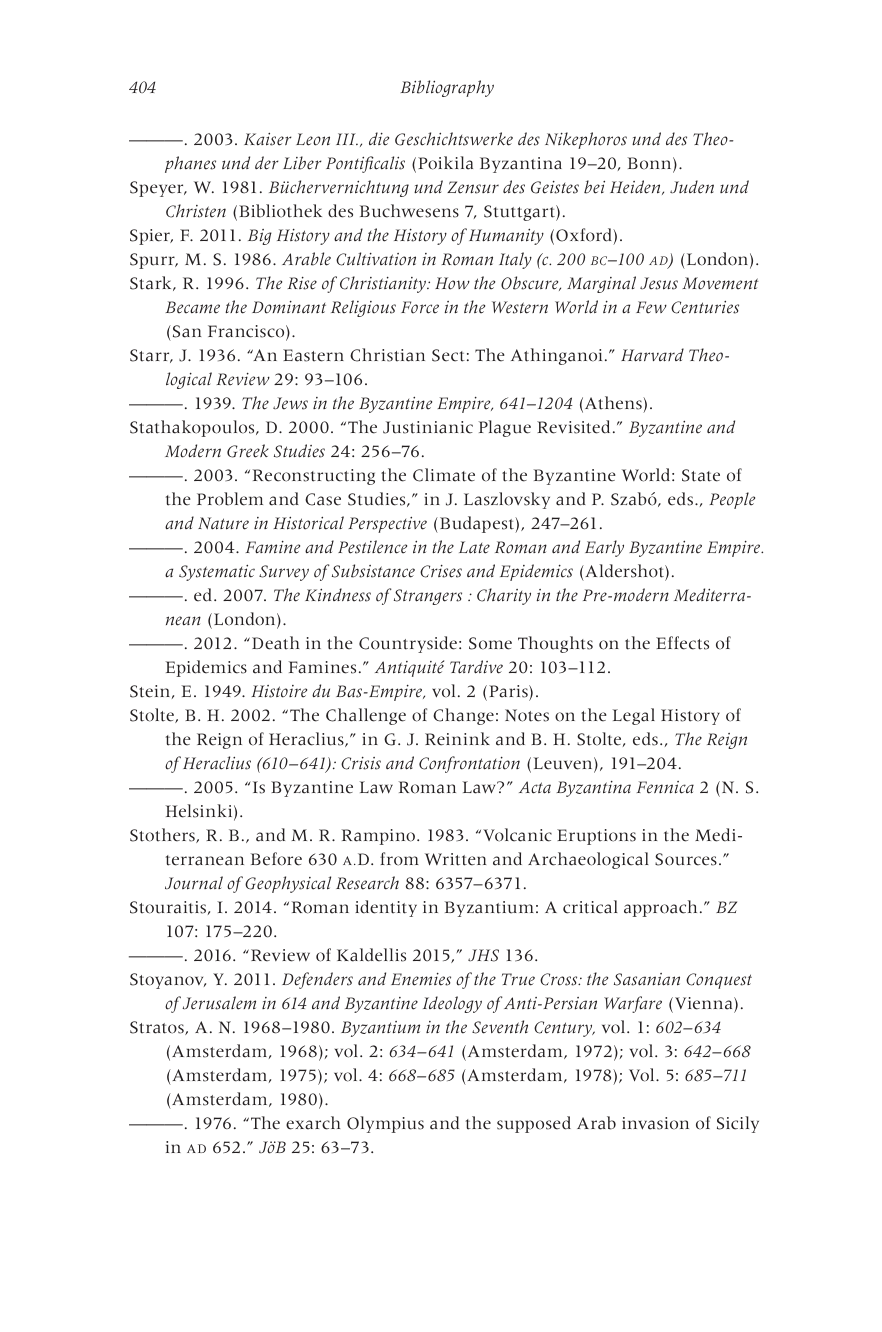 404 Bibliography
———. 2003. Kaiser Leon III., die Geschichtswerke des Nikephoros und des Theo-
phanes und der Liber Pontificalis (Poikila Byzantina 19–20, Bonn).
Speyer, W. 1981. Büchervernichtung und Zensur des Geistes bei Heiden, Juden und
Christen (Bibliothek des Buchwesens 7, Stuttgart).
Spier, F. 2011. Big History and the History of Humanity (Oxford).
Spurr, M. S. 1986. Arable Cultivation in Roman Italy (c. 200 BC–100 AD) (London).
Stark, R. 1996. The Rise of Christianity: How the Obscure, Marginal Jesus Movement
Became the Dominant Religious Force in the Western World in a Few Centuries
(San Francisco).
Starr, J. 1936. “An Eastern Christian Sect: The Athinganoi.” Harvard Theo-
logical Review 29: 93–106.
———. 1939. The Jews in the Byzantine Empire, 641–1204 (Athens).
Stathakopoulos, D. 2000. “The Justinianic Plague Revisited.” Byzantine and
Modern Greek Studies 24: 256–76.
———. 2003. “Reconstructing the Climate of the Byzantine World: State of
the Problem and Case Studies,” in J. Laszlovsky and P. Szabó, eds., People
and Nature in Historical Perspective (Budapest), 247–261.
———. 2004. Famine and Pestilence in the Late Roman and Early Byzantine Empire.
a Systematic Survey of Subsistance Crises and Epidemics (Aldershot).
———. ed. 2007. The Kindness of Strangers : Charity in the Pre-modern Mediterra-
nean (London).
———. 2012. “Death in the Countryside: Some Thoughts on the Effects of
Epidemics and Famines.” Antiquité Tardive 20: 103–112.
Stein, E. 1949. Histoire du Bas-Empire, vol. 2 (Paris).
Stolte, B. H. 2002. “The Challenge of Change: Notes on the Legal History of
the Reign of Heraclius,” in G. J. Reinink and B. H. Stolte, eds., The Reign
of Heraclius (610–641): Crisis and Confrontation (Leuven), 191–204.
———. 2005. “Is Byzantine Law Roman Law?” Acta Byzantina Fennica 2 (N. S.
Helsinki).
Stothers, R. B., and M. R. Rampino. 1983. “Volcanic Eruptions in the Medi-
terranean Before 630 A.D. from Written and Archaeological Sources.”
Journal of Geophysical Research 88: 6357–6371.
Stouraitis, I. 2014. “Roman identity in Byzantium: A critical approach.” BZ
107: 175–220.
———. 2016. “Review of Kaldellis 2015,” JHS 136.
Stoyanov, Y. 2011. Defenders and Enemies of the True Cross: the Sasanian Conquest
of Jerusalem in 614 and Byzantine Ideology of Anti-Persian Warfare (Vienna).
Stratos, A. N. 1968–1980. Byzantium in the Seventh Century, vol. 1: 602–634
(Amsterdam, 1968); vol. 2: 634–641 (Amsterdam, 1972); vol. 3: 642–668
(Amsterdam, 1975); vol. 4: 668–685 (Amsterdam, 1978); Vol. 5: 685–711
(Amsterdam, 1980).
———. 1976. “The exarch Olympius and the supposed Arab invasion of Sicily
in AD 652.” JöB 25: 63–73.